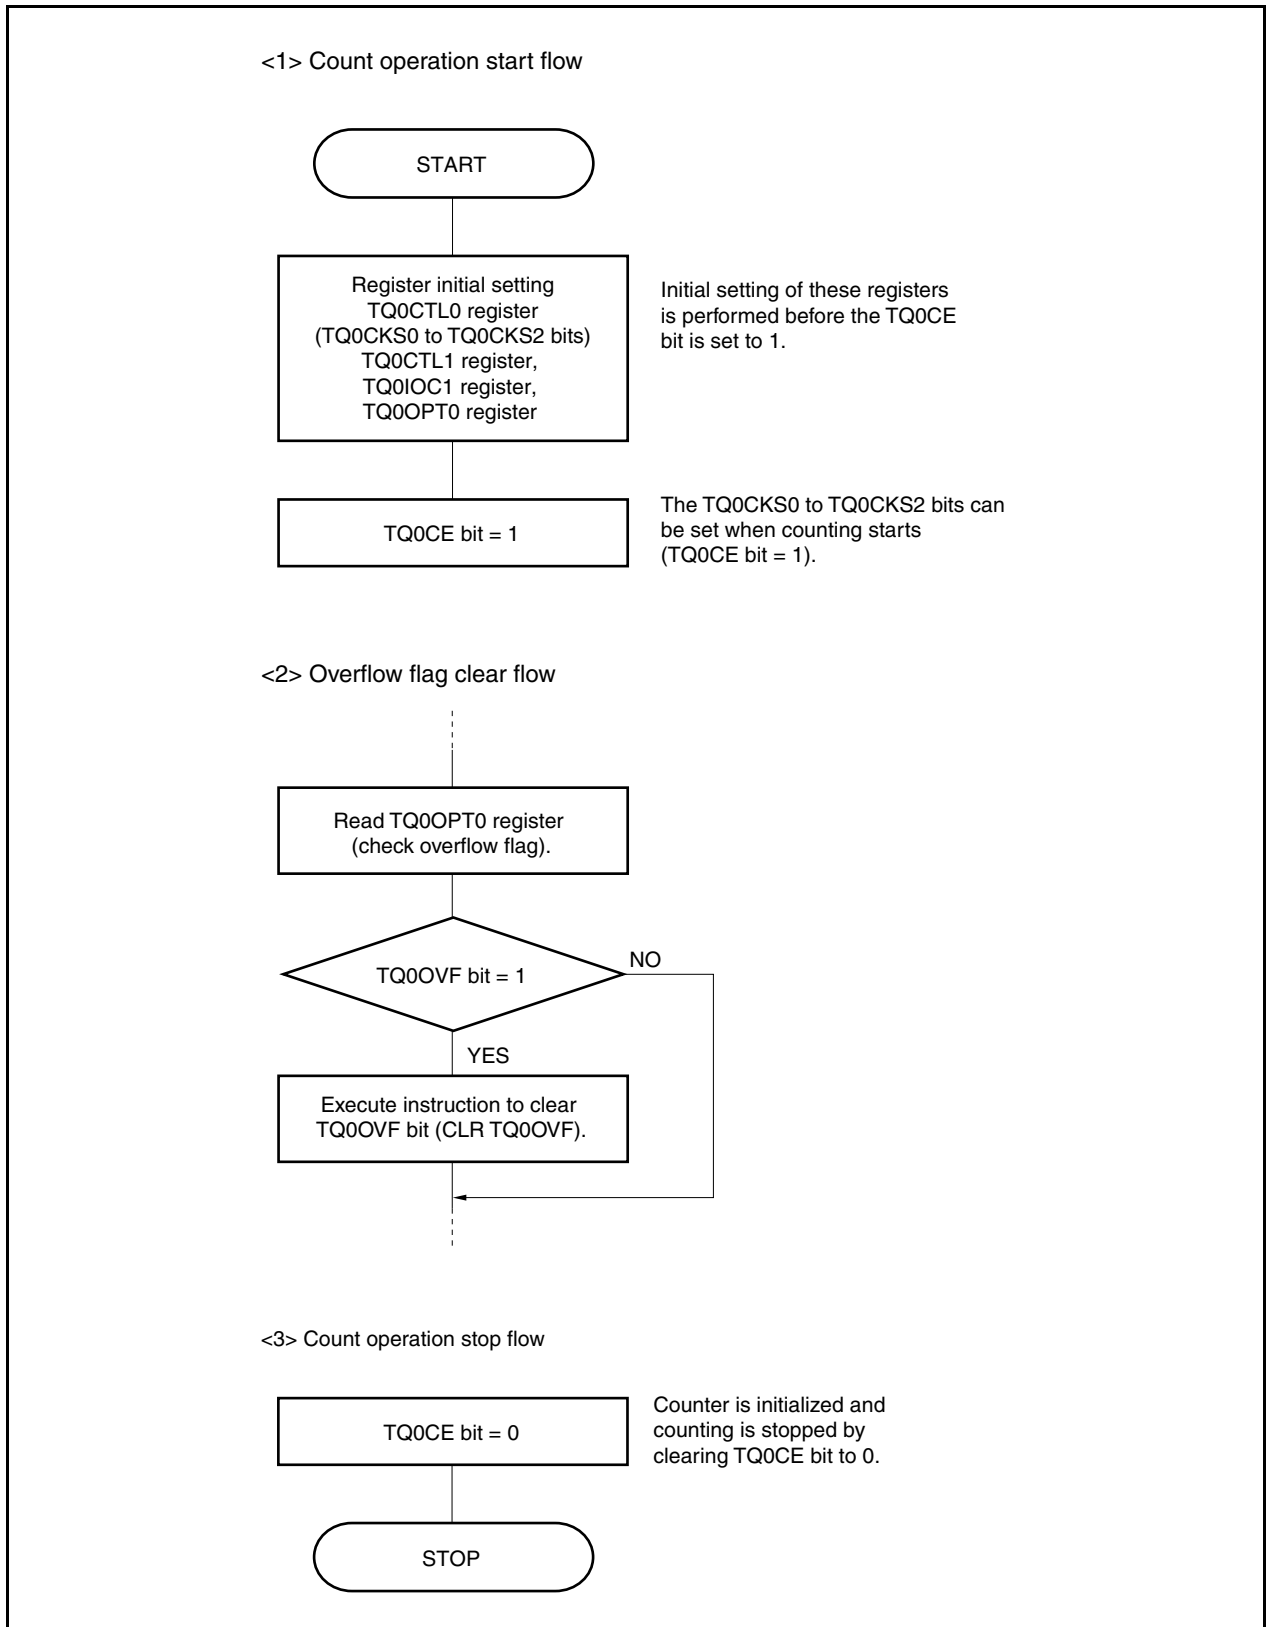 <1> Count operation start flow
START
Register initial setting
TQ0CTL0 register
(TQ0CKS0 to TQ0CKS2 bits)
TQ0CTL1 register,
TQ0IOC1 register,
TQ0OPT0 register
Initial setting of these registers
is performed before the TQ0CE
bit is set to 1.
TQ0CE bit = 1
The TQ0CKS0 to TQ0CKS2 bits can
be set when counting starts
(TQ0CE bit = 1).
<2> Overflow flag clear flow
Read TQ0OPT0 register
(check overflow flag).
TQ0OVF bit = 1
NO
YES
Execute instruction to clear
TQ0OVF bit (CLR TQ0OVF).
<3> Count operation stop flow
TQ0CE bit = 0
Counter is initialized and
counting is stopped by
clearing TQ0CE bit to 0.
STOP